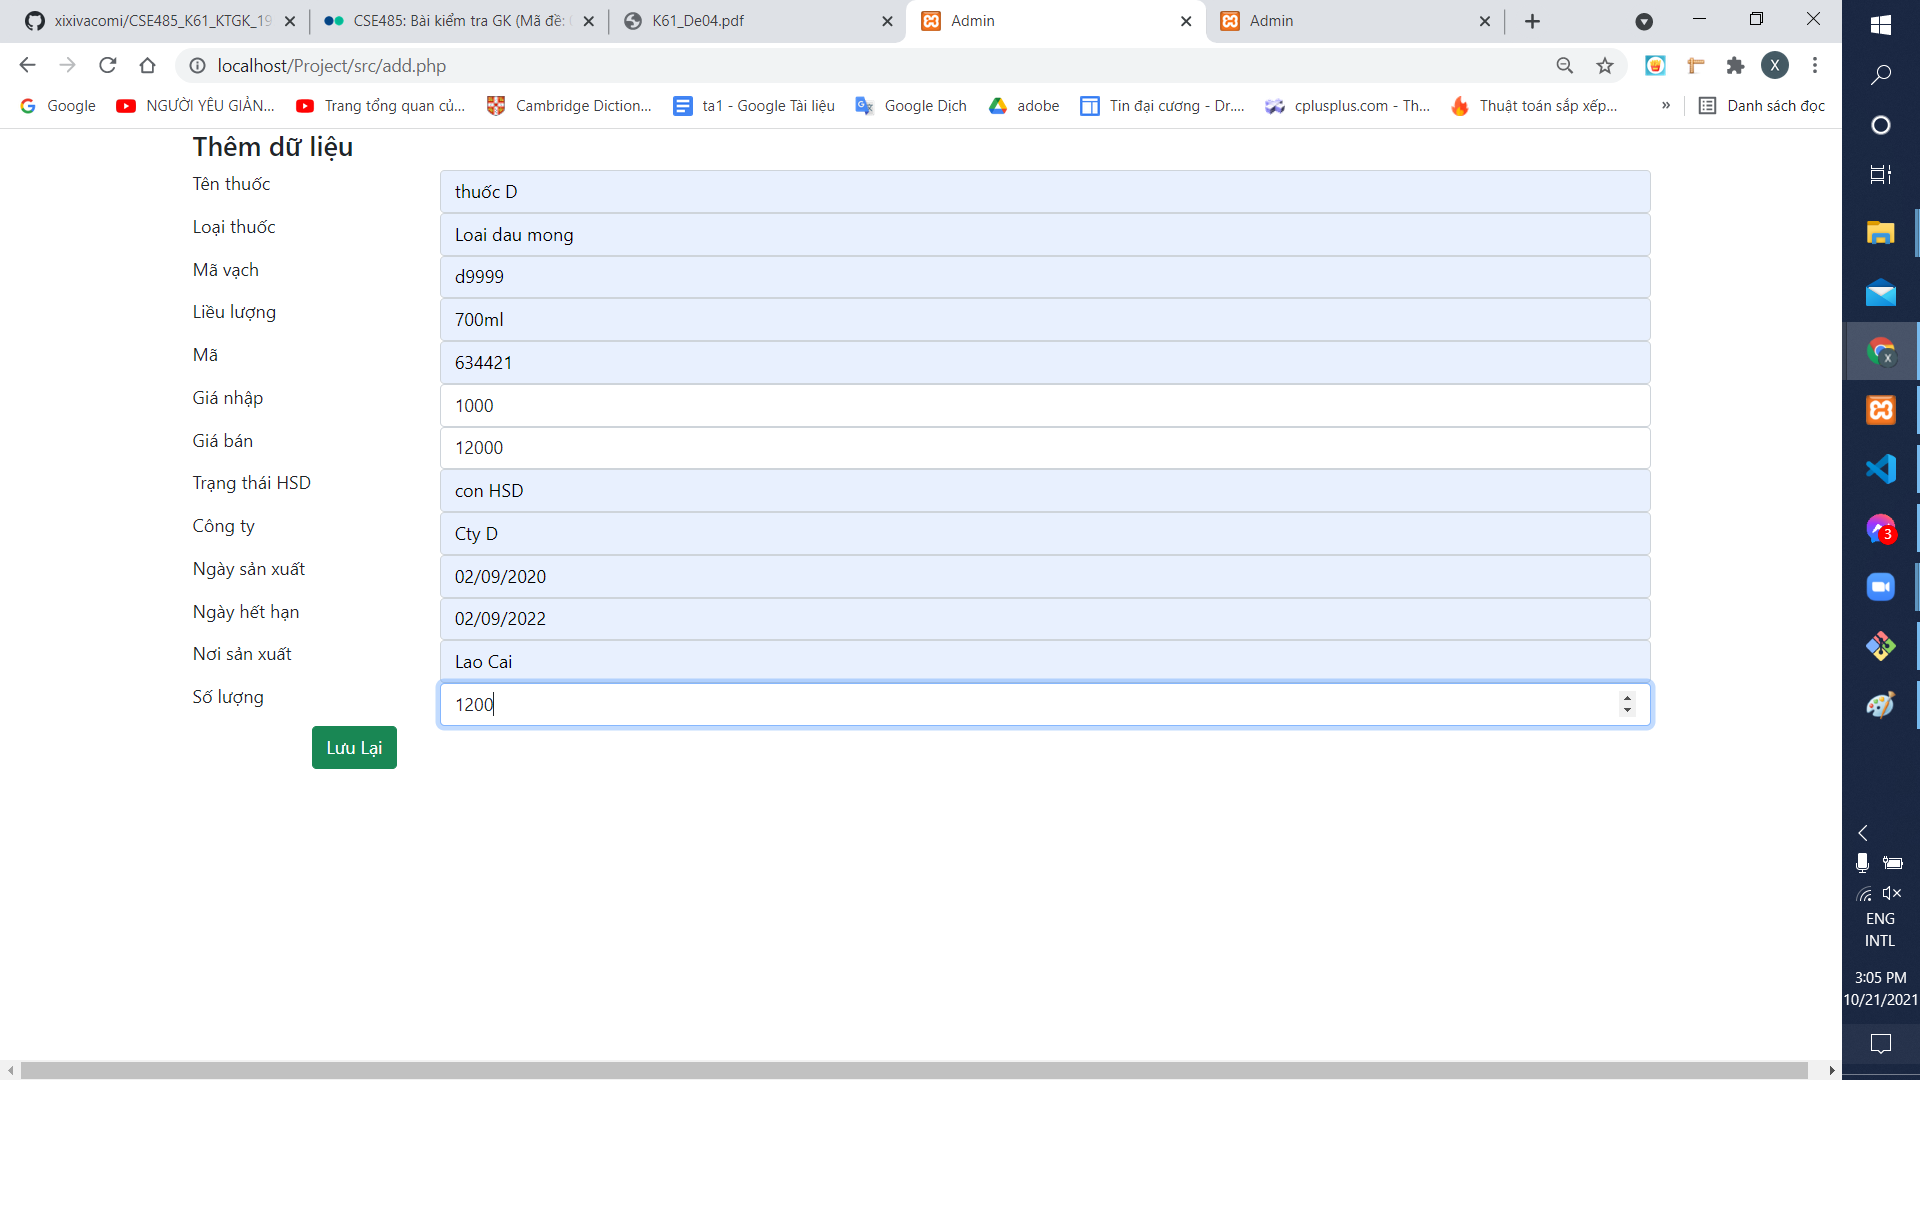 xixivacomi/CSE485_K61_KTGK_19
CSE485: Bài kiểm tra GK (Mã đề:
K61_De04.pdf
Admin
Admin
localhost/Project/src/add.php
X
Google
NGƯỜI YÊU GIẢN...
Trang tổng quan củ...
Cambridge Diction...
ta1 - Google Tài liệu
Google Dịch
adobe
Tin đại cương - Dr....
cplusplus.com - Th...
Thuật toán sắp xếp...
»
Danh sách đọc
Thêm dữ liệu
Tên thuốc
thuốc D
Loại thuốc
Loai dau mong
Mã vạch
d9999
Liều lượng
700ml
Mã
634421
Giá nhập
1000
Giá bán
12000
Trạng thái HSD
con HSD
Công ty
Cty D
Ngày sản xuất
02/09/2020
Ngày hết hạn
02/09/2022
Nơi sản xuất
Lao Cai
Số lượng
1200
Lưu Lại
X
3
ENG
INTL
3:05 PM
10/21/2021